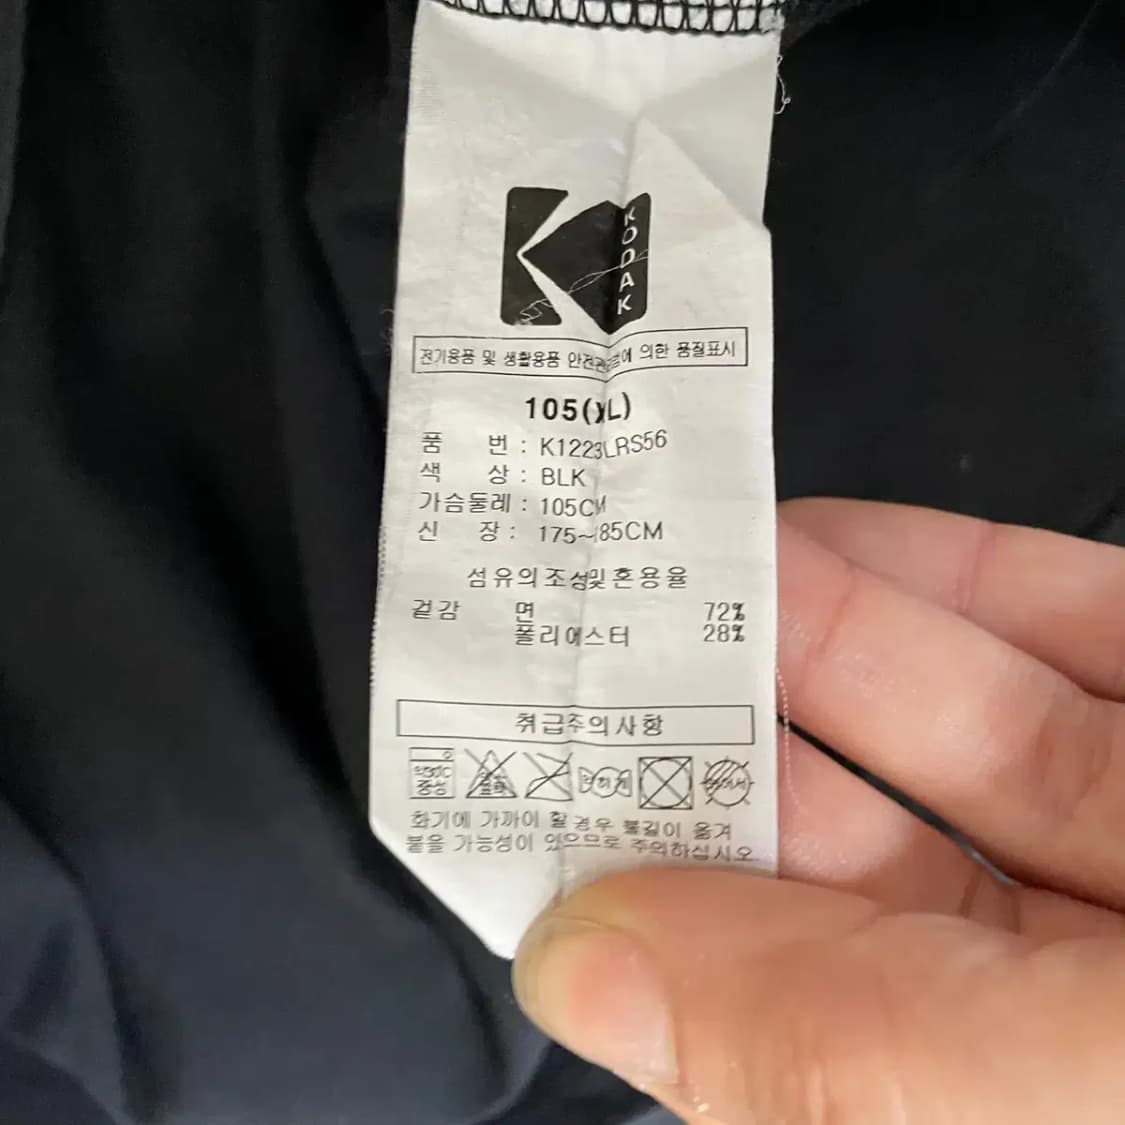 KODAK
전기용품 및 생활용품 안전관리법에 의한 품질표시
105(XL)
품 번 : K1223LRS56
색 상 : BLK
가슴둘레 : 105CM
신 장 : 175~185CM
섬유의조성및혼용율
겉감 면 72%
폴리에스터 28%
취급주의사항
중성
화기에 가까이 할 경우 불길이 옮겨
붙을 가능성이 있으므로 주의하십시오